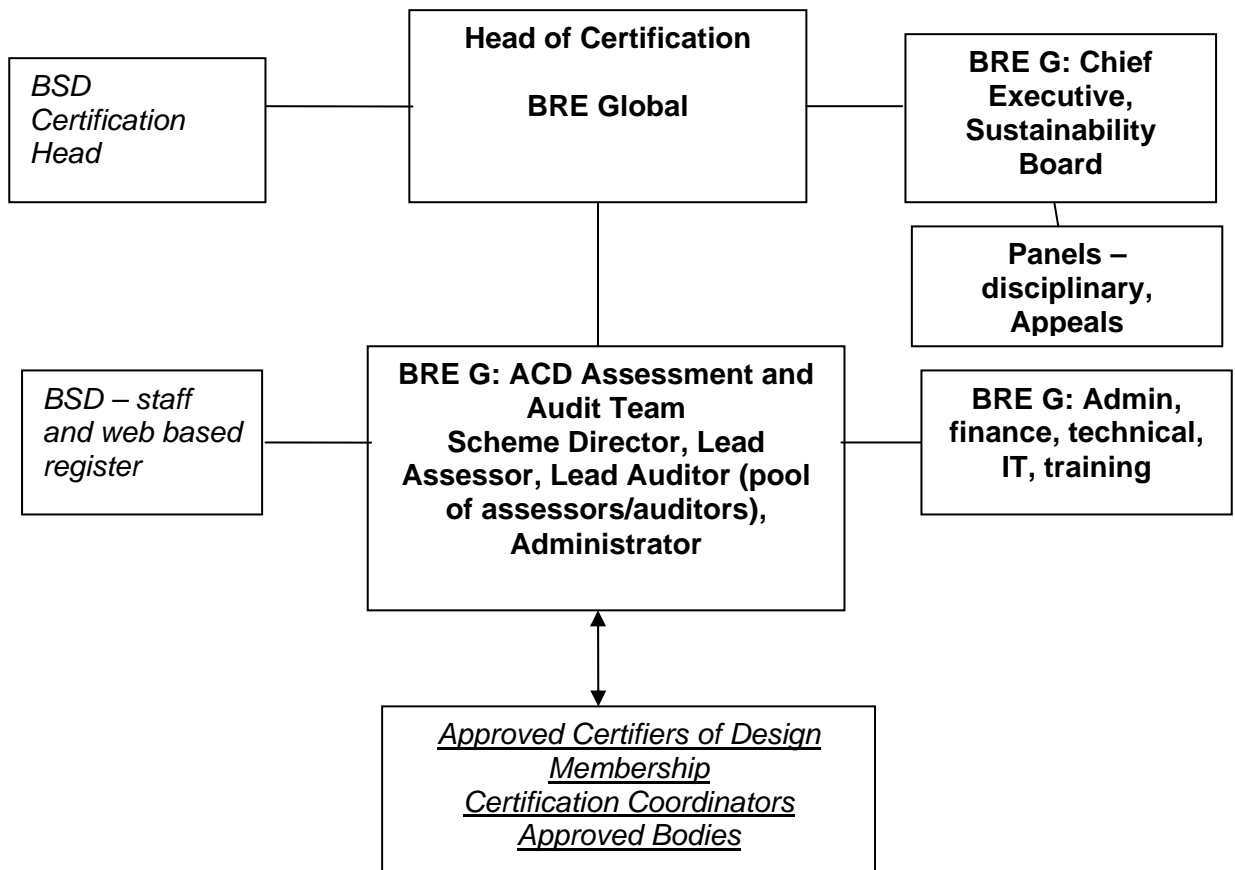 Head of Certification
BRE Global
BSD
Certification
Head
BRE G: Chief
Executive,
Sustainability
Board
Panels –
disciplinary,
Appeals
BRE G: ACD Assessment and
Audit Team
Scheme Director, Lead
Assessor, Lead Auditor (pool
of assessors/auditors),
Administrator
BSD – staff
and web based
register
BRE G: Admin,
finance, technical,
IT, training
Approved Certifiers of Design
Membership
Certification Coordinators
Approved Bodies